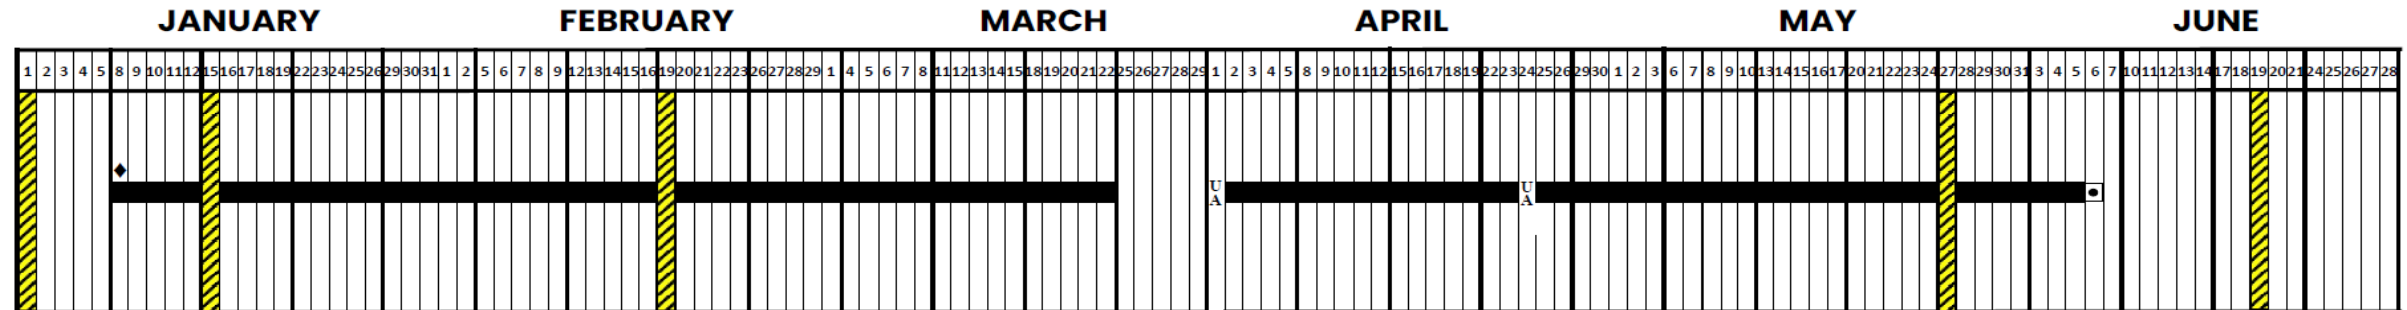 JANUARY FEBRUARY MARCH APRIL MAY JUNE
1 2 3 4 5 8 9 10 11 12 15 16 17 18 19 22 23 24 25 26 29 30 31 1 2 5 6 7 8 9 12 13 14 15 16 19 20 21 22 23 26 27 28 29 1 4 5 6 7 8 11 12 13 14 15 18 19 20 21 22 25 26 27 28 29 1 2 3 4 5 8 9 10 11 12 15 16 17 18 19 22 23 24 25 26 29 30 1 2 3 6 7 8 9 10 13 14 15 16 17 20 21 22 23 24 27 28 29 30 31 3 4 5 6 7 10 11 12 13 14 17 18 19 20 21 24 25 26 27 28
U U
A A